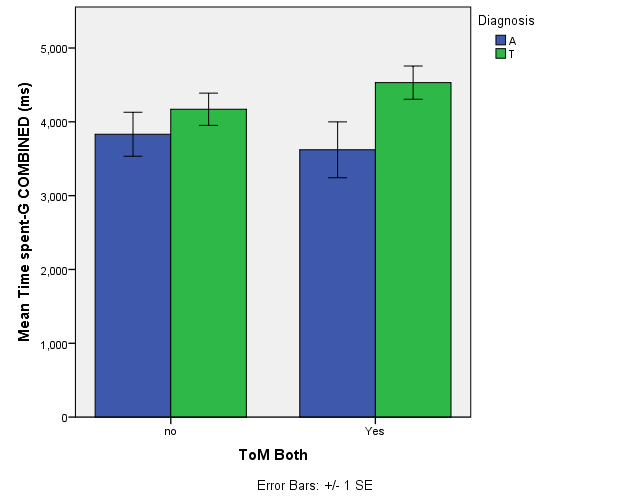 Diagnosis
A
T
Mean Time spent-G COMBINED (ms)
5,000
4,000
3,000
2,000
1,000
0
no
Yes
ToM Both
Error Bars: +/- 1 SE